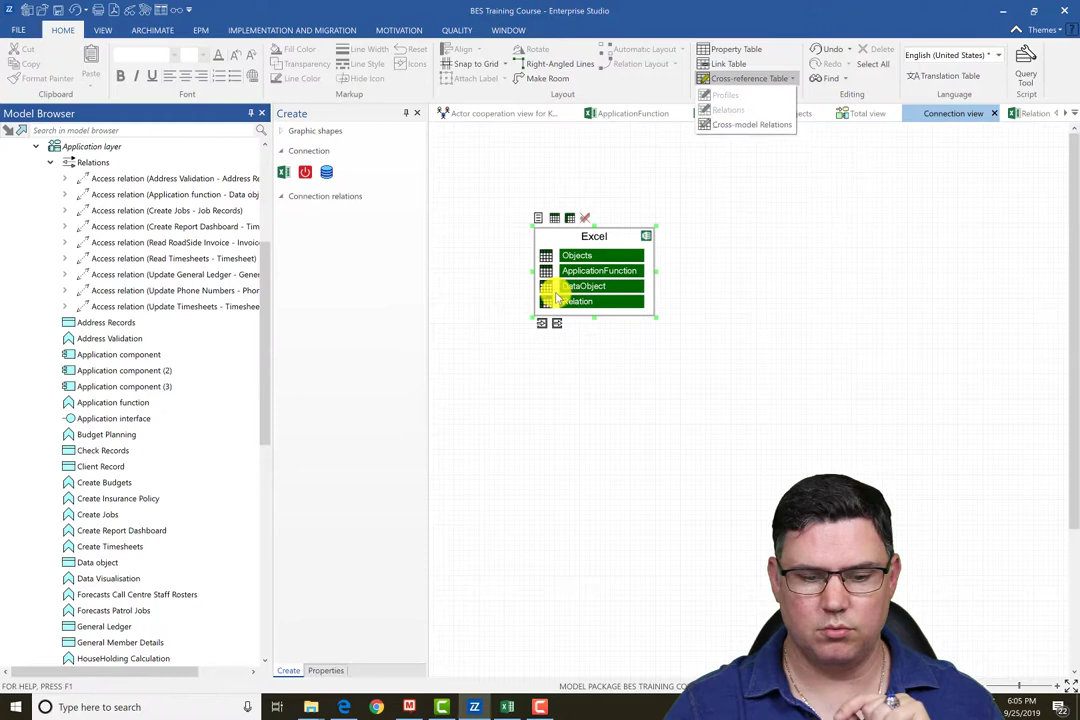 BES Training Course - Enterprise Studio
FILE HOME VIEW ARCHIMATE EPM IMPLEMENTATION AND MIGRATION MOTIVATION QUALITY WINDOW Themes
Cut
Copy
Format Painter
Paste
Clipboard
B I U
Font
Fill Color
Transparency
Line Color
Line Width
Line Style
Hide Icon
Reset
Icons
Markup
Align
Snap to Grid
Attach Label
Rotate
Right-Angled Lines
Make Room
Automatic Layout
Relation Layout
Layout
Property Table
Link Table
Cross-reference Table
Profiles
Relations
Cross-model Relations
Undo
Redo
Find
Delete
Select All
Editing
English (United States)
Translation Table
Language
Query
Tool
Script
Model Browser
Search in model browser
Application layer
Relations
Access relation (Address Validation - Address Re
Access relation (Application function - Data obj
Access relation (Create Jobs - Job Records)
Access relation (Create Report Dashboard - Time
Access relation (Read RoadSide Invoice - Invoice
Access relation (Read Timesheets - Timesheets)
Access relation (Update General Ledger - Genera
Access relation (Update Phone Numbers - Phone
Access relation (Update Timesheets - Timesheets
Address Records
Address Validation
Application component
Application component (2)
Application component (3)
Application function
Application interface
Budget Planning
Check Records
Client Record
Create Budgets
Create Insurance Policy
Create Jobs
Create Report Dashboard
Create Timesheets
Data object
Data Visualisation
Forecasts Call Centre Staff Rosters
Forecasts Patrol Jobs
General Ledger
General Member Details
HouseHolding Calculation
Create
Graphic shapes
Connection
Connection relations
Create Properties
Actor cooperation view for K... ApplicationFunction Total view Connection view Relation
Excel
Objects
ApplicationFunction
DataObject
Relation
FOR HELP, PRESS F1
MODEL PACKAGE BES TRAINING CO
Type here to search
6:05 PM
9/25/2019
22